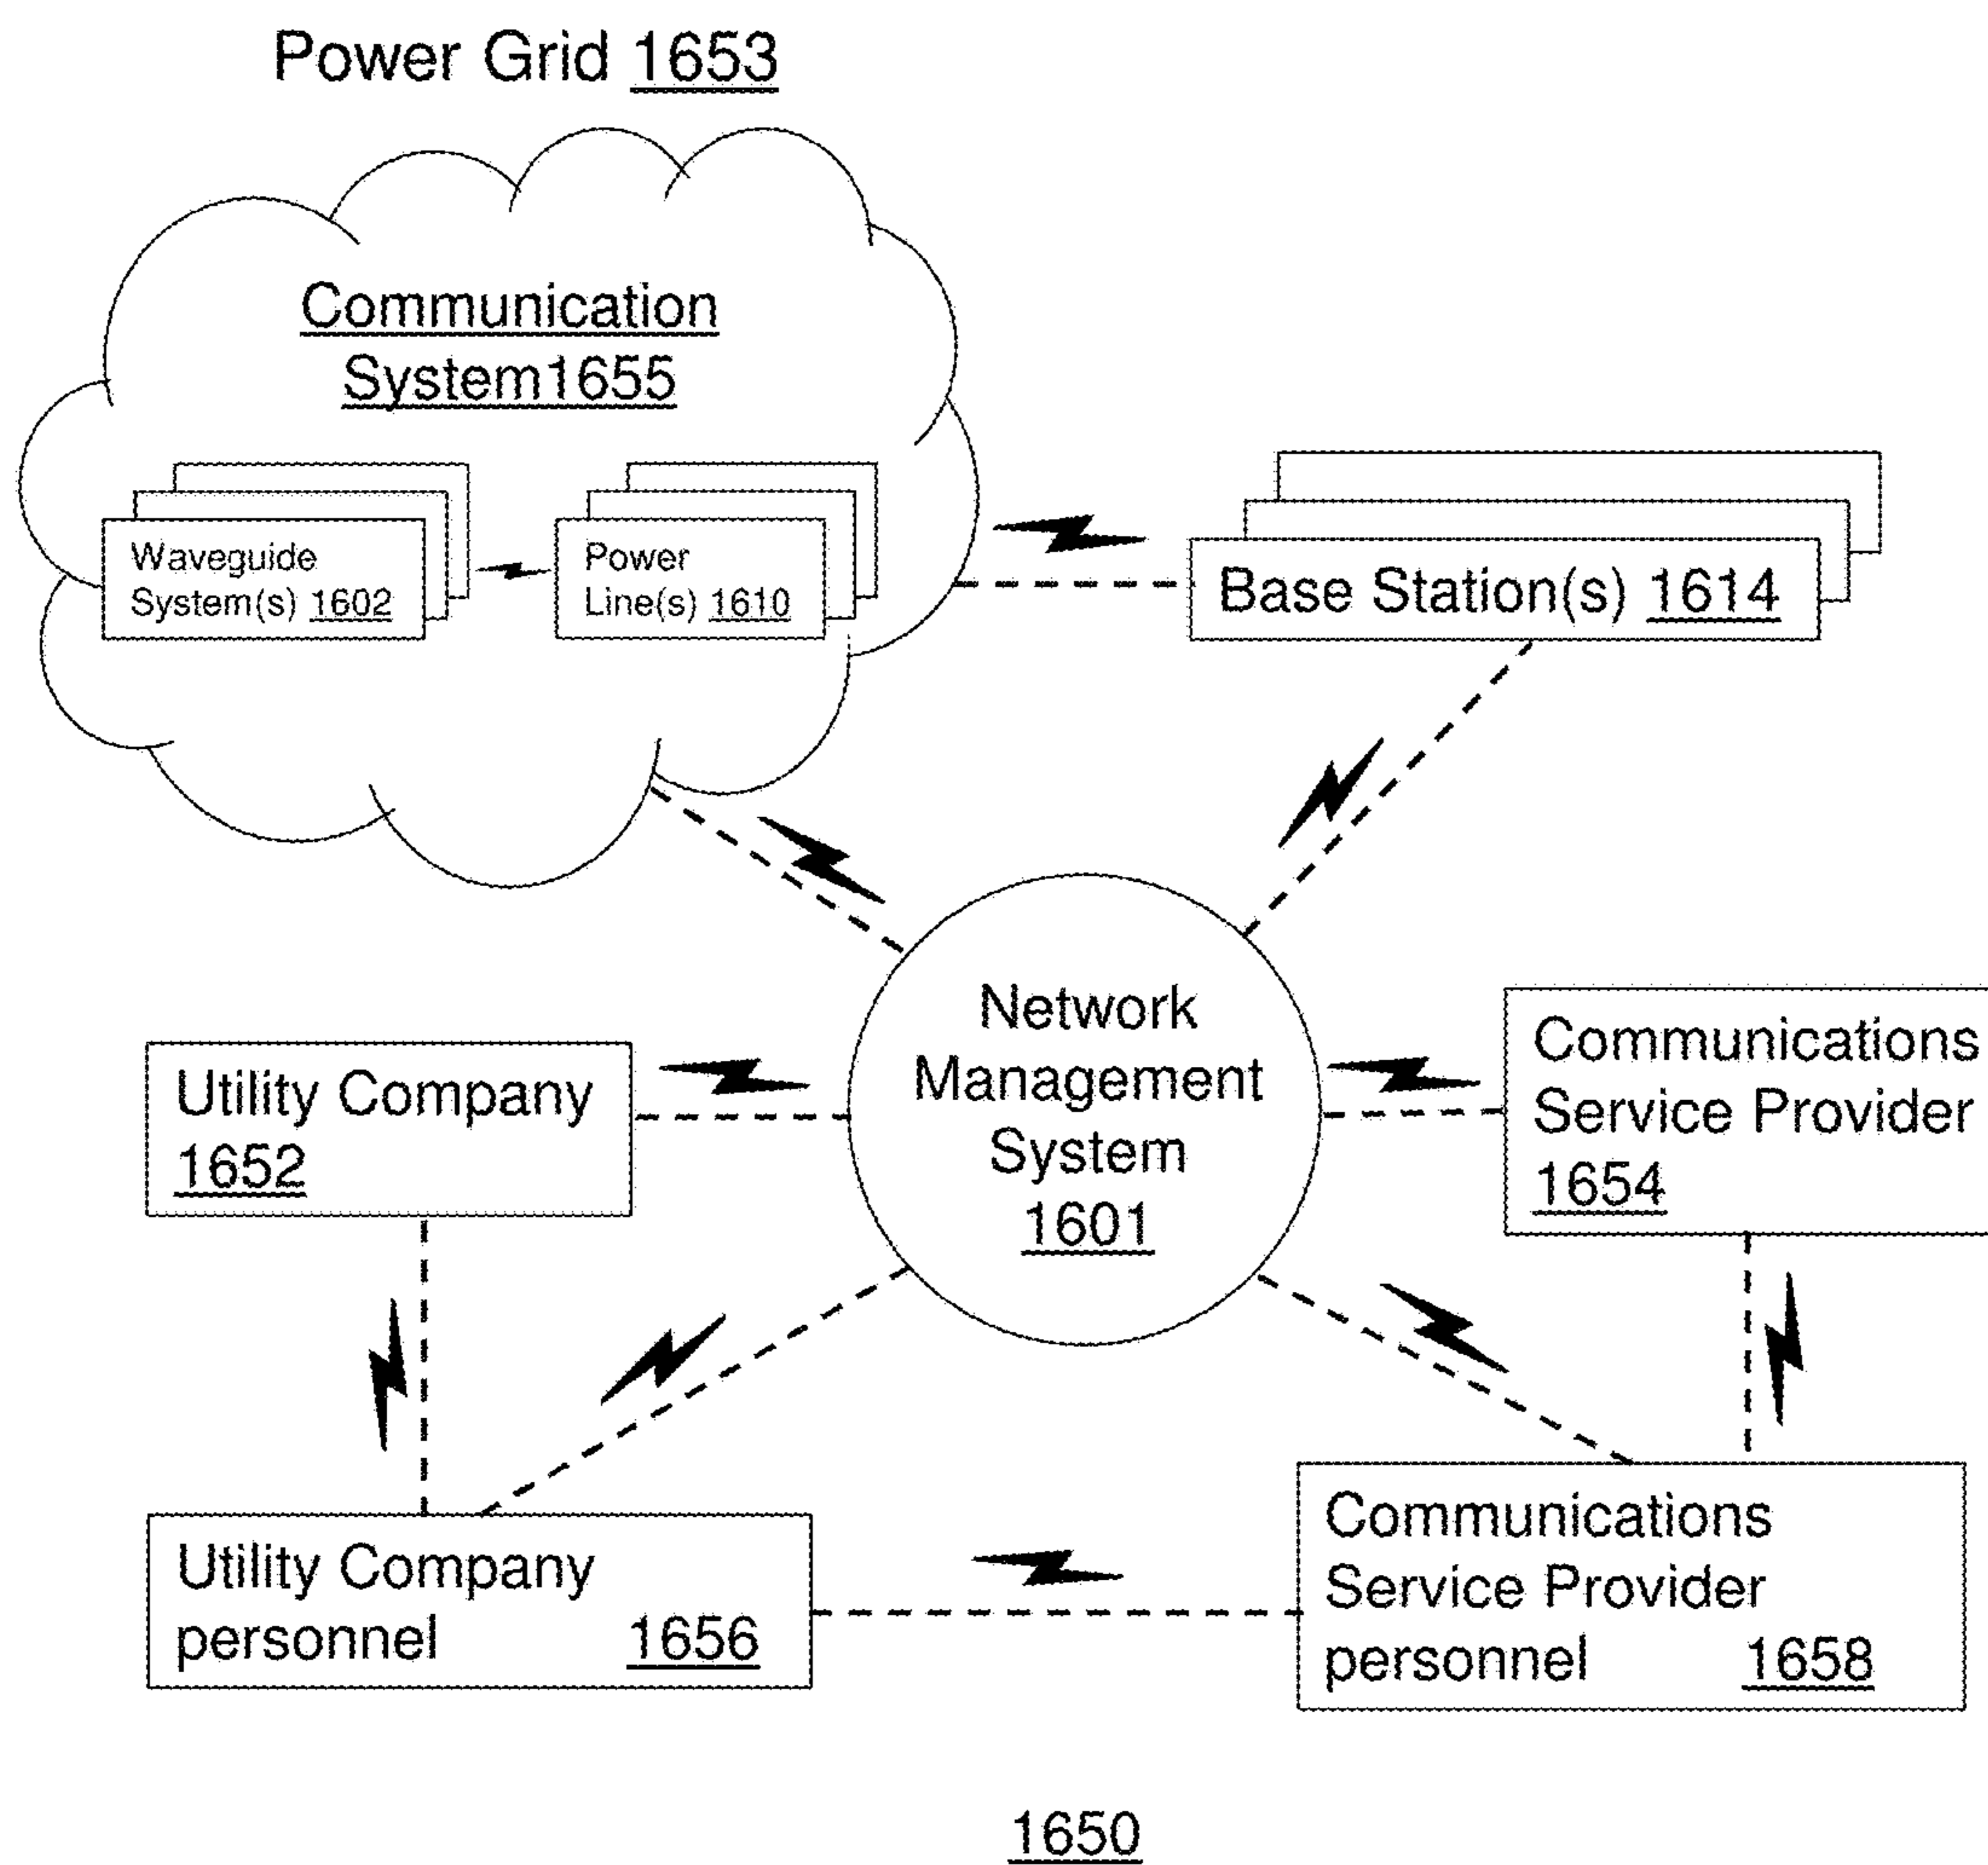 Power Grid 1653
Communication
System1655
Waveguide
System(s) 1602
Power
Line(s) 1610
Base Station(s) 1614
Network
Management
System
1601
Utility Company
1652
Communications
Service Provider
1654
Utility Company
personnel 1656
Communications
Service Provider
personnel 1658
1650